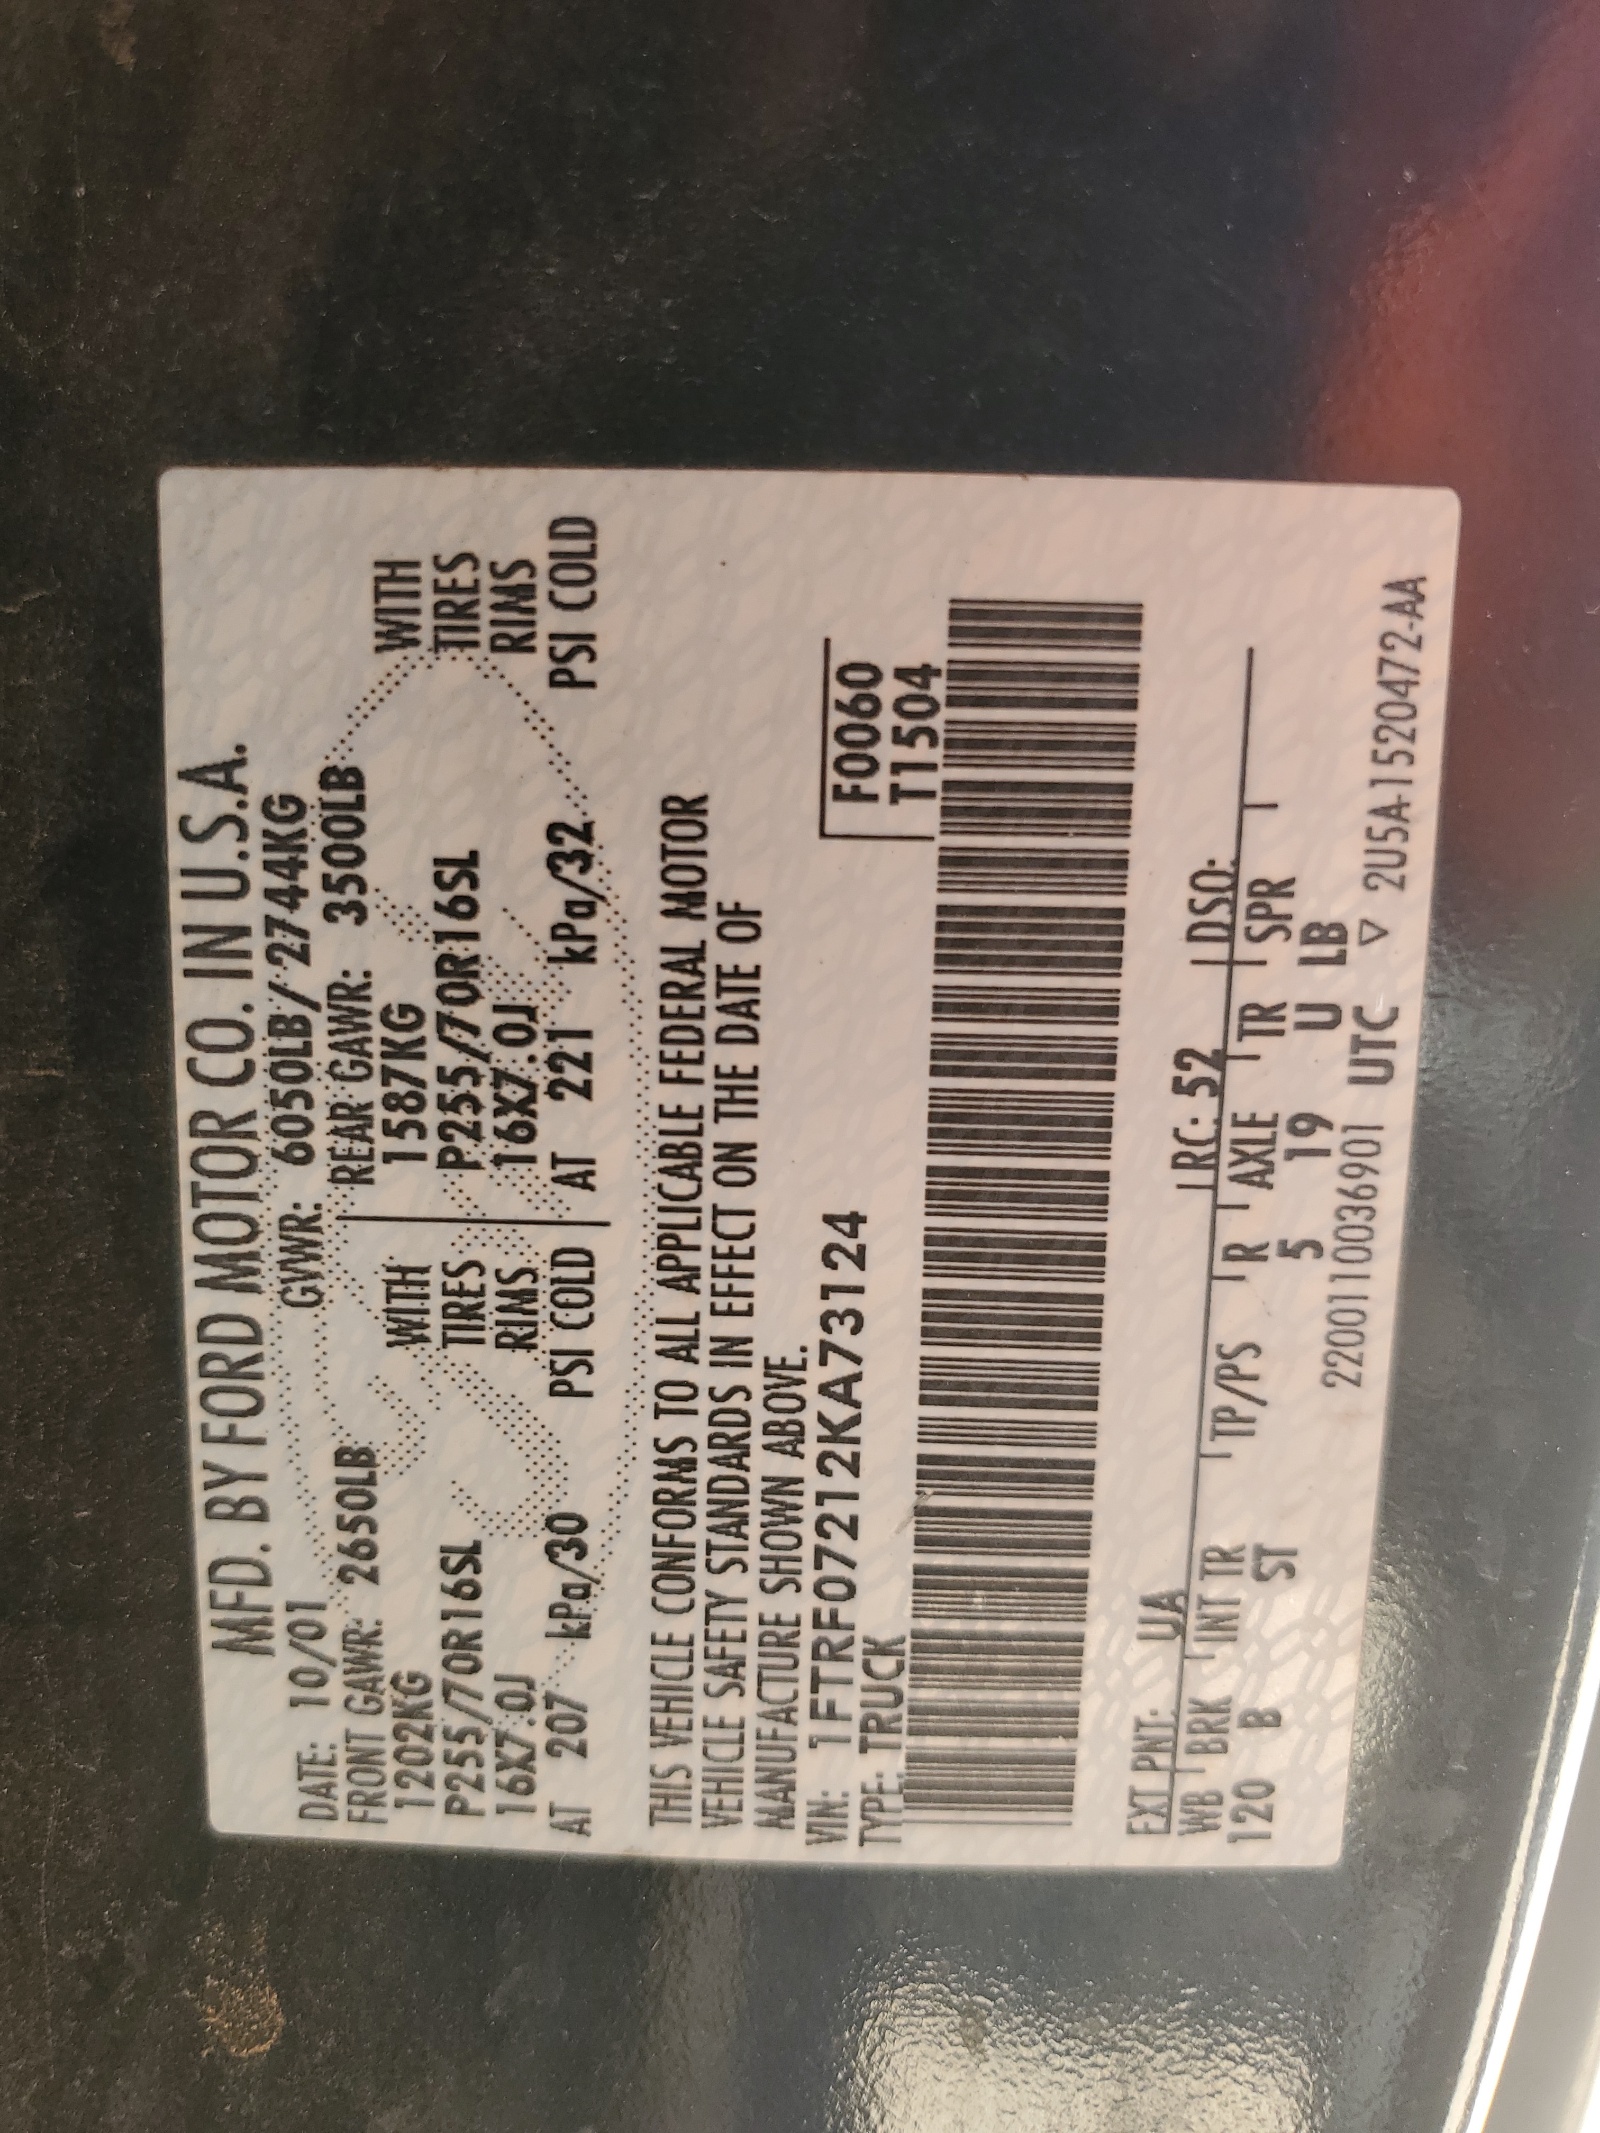 MFD. BY FORD MOTOR CO. IN U.S.A.
DATE: 10/01 GVWR: 6050LB/2744KG
FRONT GAWR: 2650LB REAR GAWR: 3500LB
1202KG WITH 1587KG WITH
P255/70R16SL TIRES P255/70R16SL TIRES
16X7.0J RIMS 16X7.0J RIMS
AT 207 kPa/30 PSI COLD AT 221 kPa/32 PSI COLD
THIS VEHICLE CONFORMS TO ALL APPLICABLE FEDERAL MOTOR
VEHICLE SAFETY STANDARDS IN EFFECT ON THE DATE OF
MANUFACTURE SHOWN ABOVE.
VIN: 1FTRF07212KA73124 F0060
TYPE: TRUCK T1504
EXT PNT: UA RC: 52 DSO:
WB BRK INT TR TP/PS R AXLE TR SPR
120 B ST 5 19 U LB
2200110036901 UTC ▽ 2U5A-1520472-AA